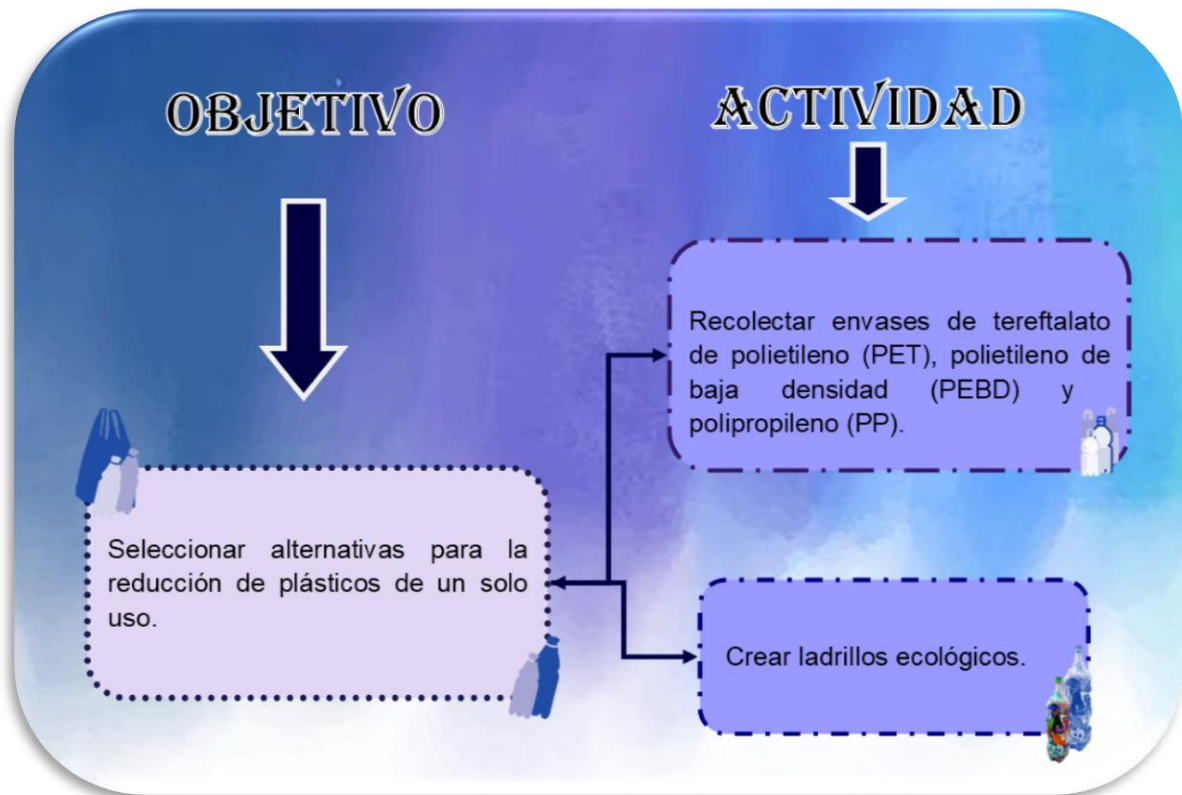 OBJETIVO
ACTIVIDAD
Recolectar envases de tereftalato
de polietileno (PET), polietileno de
baja densidad (PEBD) y
polipropileno (PP).
Seleccionar alternativas para la
reducción de plásticos de un solo
uso.
Crear ladrillos ecológicos.